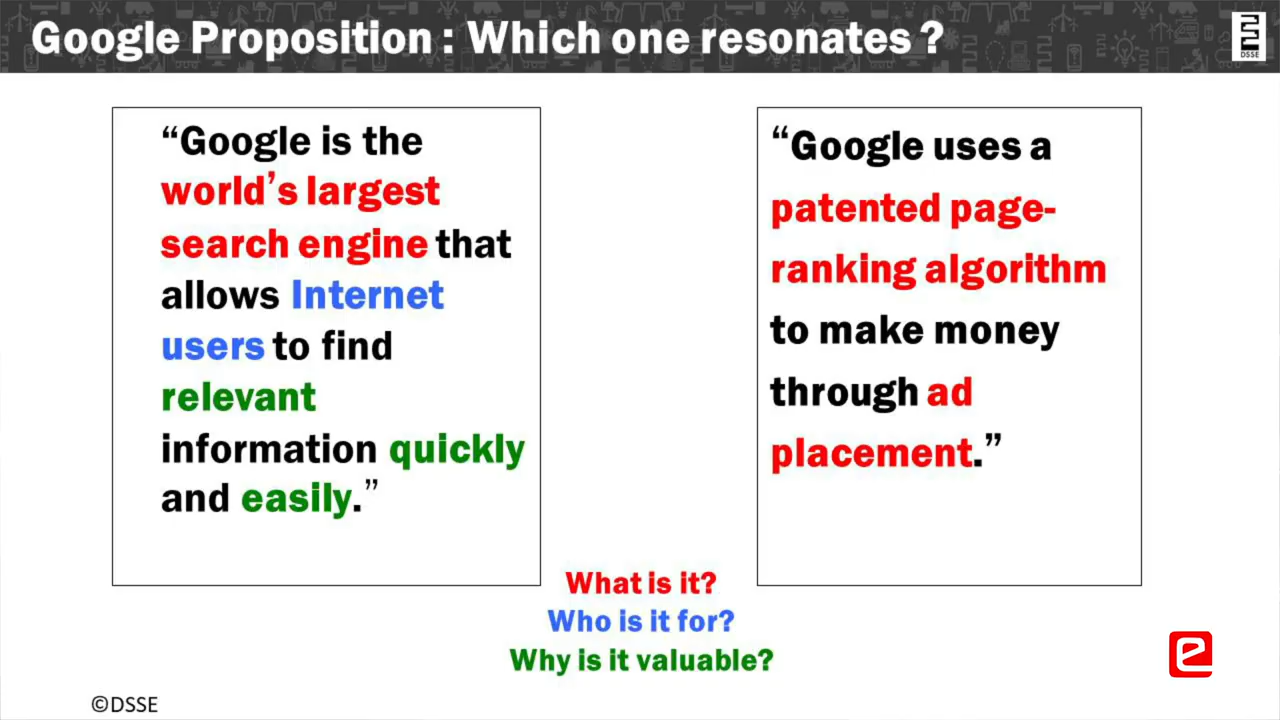 Google Proposition : Which one resonates ?
DSSE
“Google is the
world’s largest
search engine that
allows Internet
users to find
relevant
information quickly
and easily.”
“Google uses a
patented page-
ranking algorithm
to make money
through ad
placement.”
What is it?
Who is it for?
Why is it valuable?
©DSSE